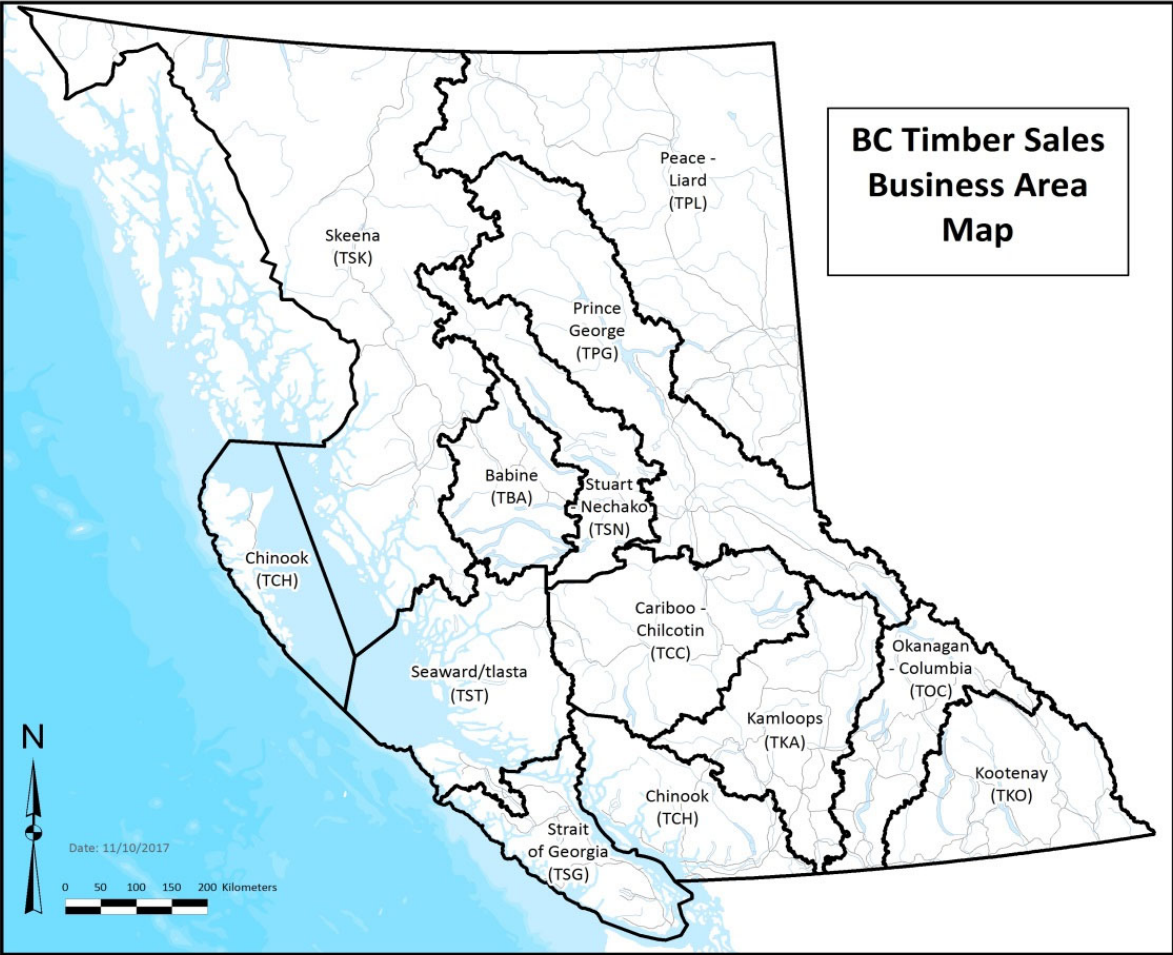 BC Timber Sales
Business Area
Map
Peace -
Liard
(TPL)
Skeena
(TSK)
Prince
George
(TPG)
Babine
(TBA)
Stuart
- Nechako
(TSN)
Chinook
(TCH)
Cariboo -
Chilcotin
(TCC)
Seaward/tlasta
(TST)
Okanagan
- Columbia
(TOC)
Kamloops
(TKA)
Kootenay
(TKO)
Chinook
(TCH)
Strait
of Georgia
(TSG)
N
Date: 11/10/2017
0 50 100 150 200 Kilometers